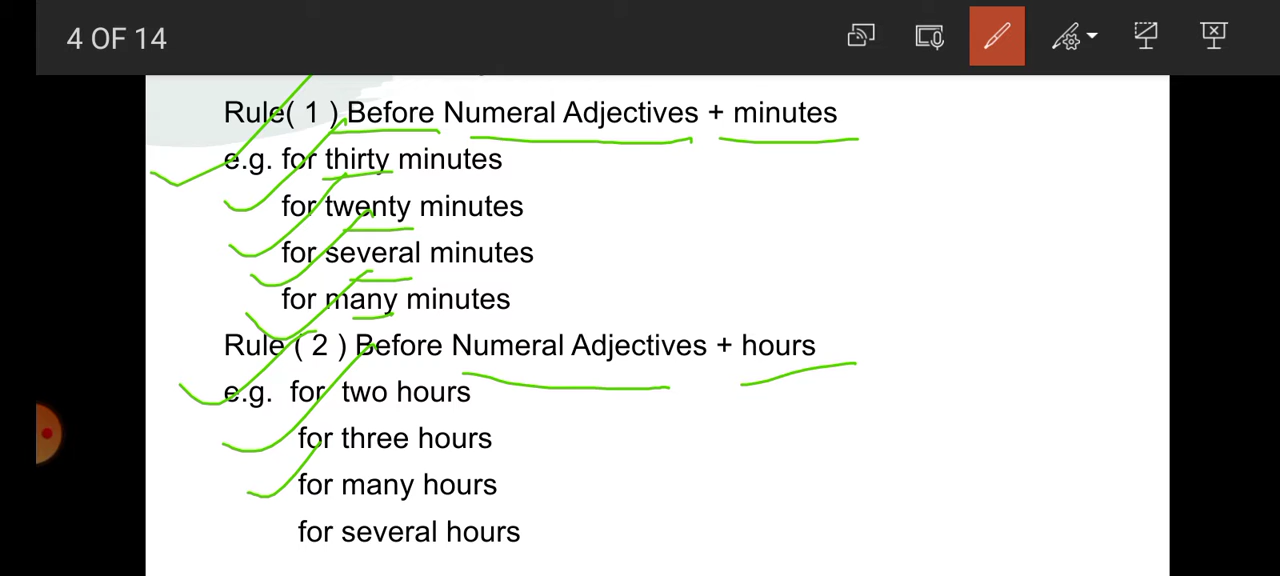 4 OF 14
Rule( 1 ) Before Numeral Adjectives + minutes
e.g. for thirty minutes
for twenty minutes
for several minutes
for many minutes
Rule ( 2 ) Before Numeral Adjectives + hours
e.g. for two hours
for three hours
for many hours
for several hours